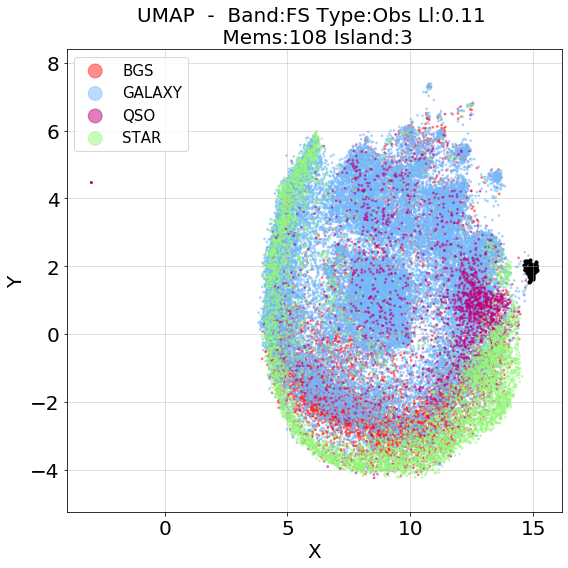 UMAP - Band:FS Type:Obs Ll:0.11
Mems:108 Island:3
BGS
GALAXY
QSO
STAR
8
6
4
2
0
−2
−4
Y
0
5
10
15
X